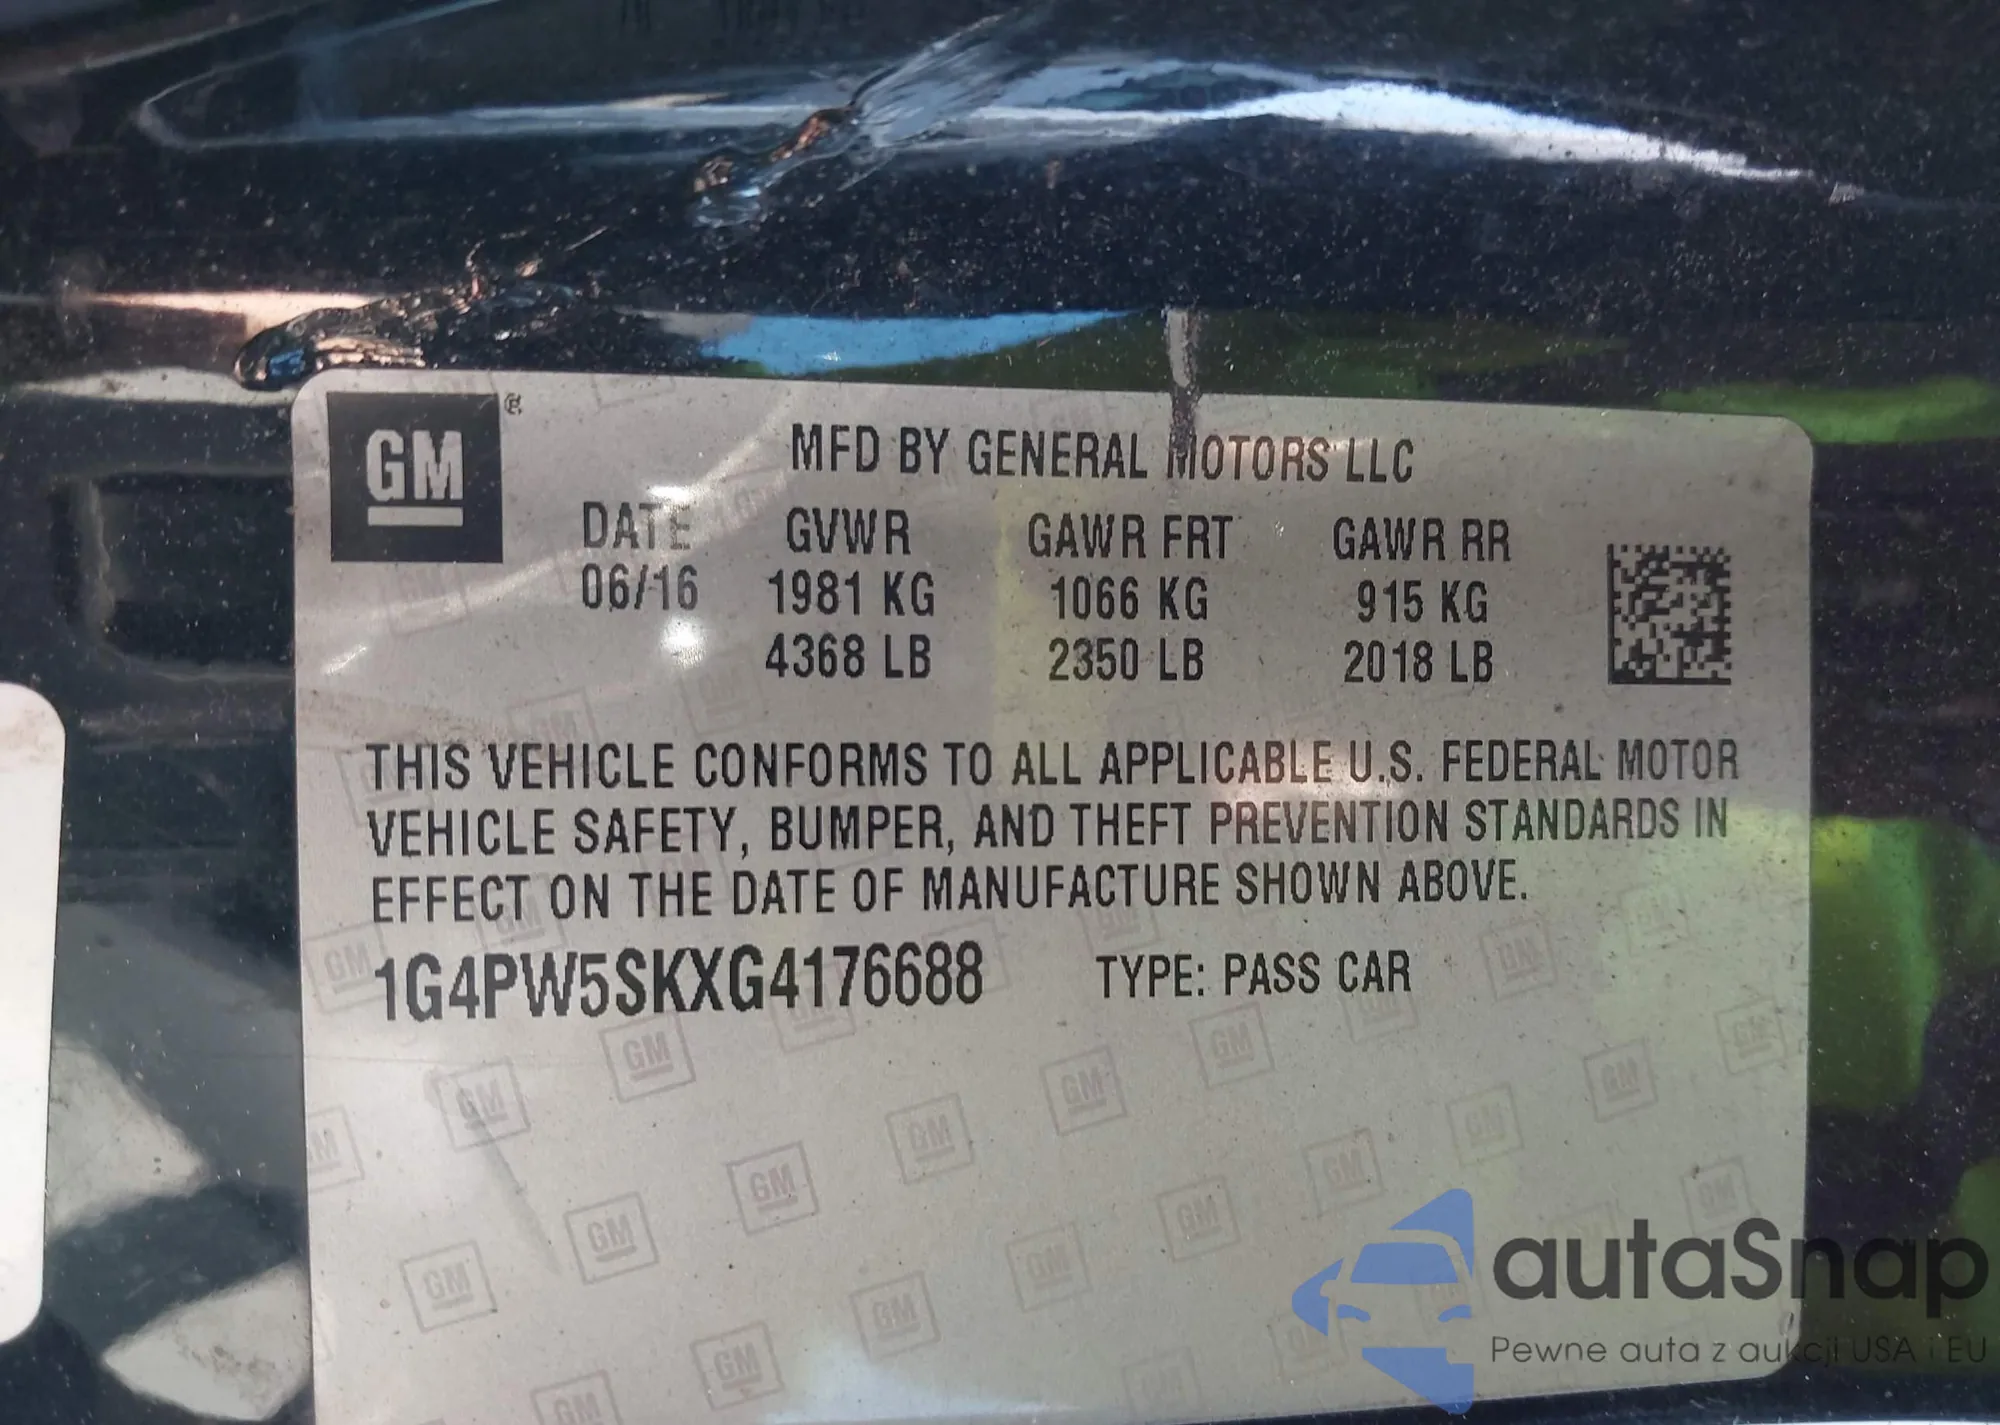 GM
MFD BY GENERAL MOTORS LLC
DATE GVWR GAWR FRT GAWR RR
06/16 1981 KG 1066 KG 915 KG
4368 LB 2350 LB 2018 LB
THIS VEHICLE CONFORMS TO ALL APPLICABLE U.S. FEDERAL MOTOR
VEHICLE SAFETY, BUMPER, AND THEFT PREVENTION STANDARDS IN
EFFECT ON THE DATE OF MANUFACTURE SHOWN ABOVE.
1G4PW5SKXG4176688 TYPE: PASS CAR
autaSnap
Pewne auta z aukcji USA i EU